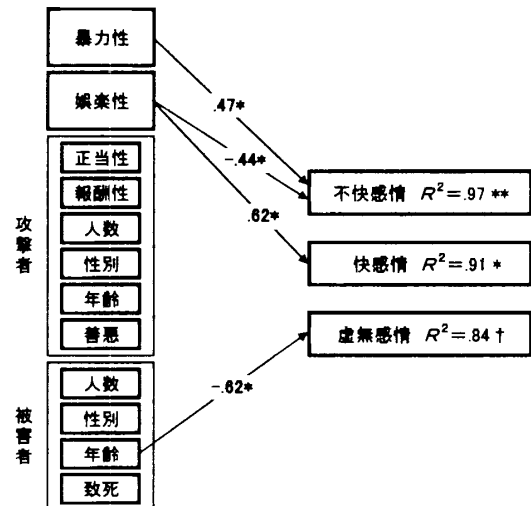 暴力性
娯楽性
攻撃者
正当性
報酬性
人数
性別
年齢
善悪
被害者
人数
性別
年齢
致死
.47*
-.44*
.62*
-.62*
不快感情 R²=.97 **
快感情 R²=.91 *
虚無感情 R²=.84 †